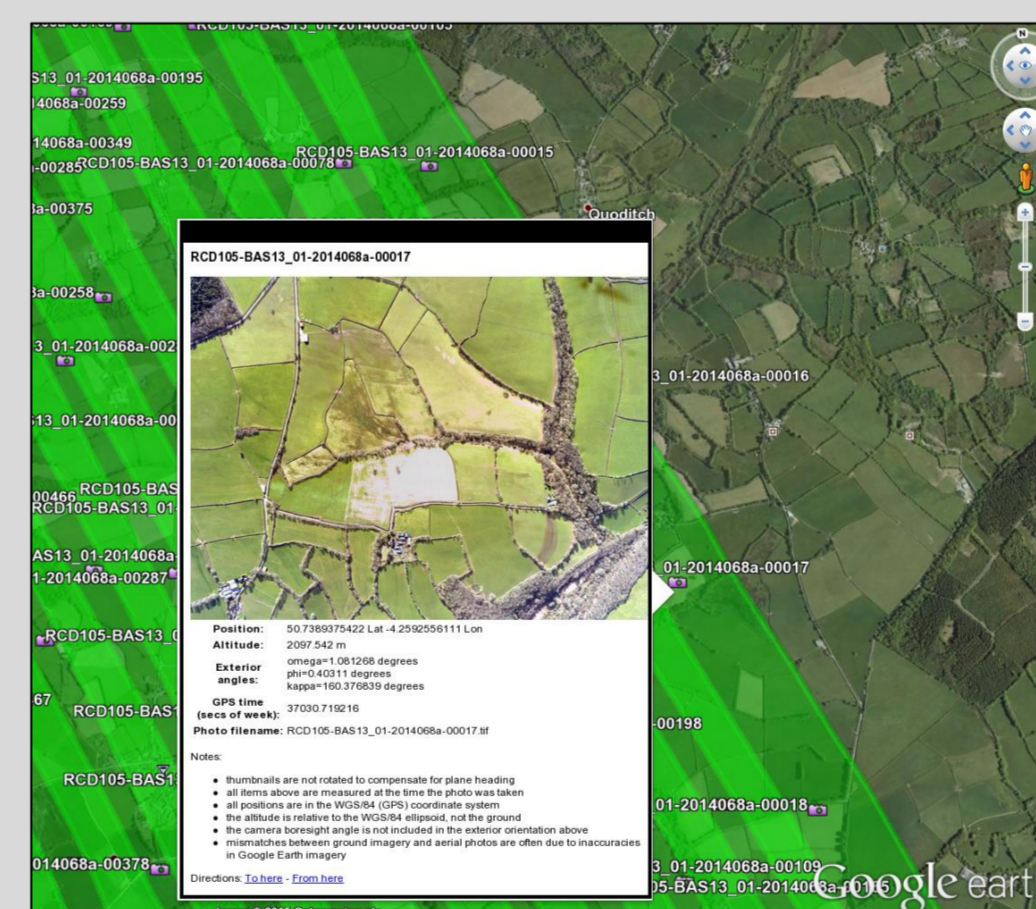 S13_01-2014068a-00195
14068a-00259
14068a-00349
RCD105-BAS13_01-2014068a-00015
-00285
RCD105-BAS13_01-2014068a-00078
3a-00375
Quoditch
RCD105-BAS13_01-2014068a-00017
3a-00258
3_01-2014068a-002
3_01-2014068a-00016
13_01-2014068a-00
00466
RCD105-BAS
RCD105-BAS13_01
AS13_01-2014068a
01-2014068a-00017
1-2014068a-00287
Position: 50.7389375422 Lat -4.2592556111 Lon
RCD105-BAS13_0
Altitude: 2097.542 m
Exterior angles: omega=1.081268 degrees
phi=0.40311 degrees
kappa=160.376839 degrees
67
GPS time
(secs of week): 37030.719216
RCD105-BAS1
-00198
Photo filename: RCD105-BAS13_01-2014068a-00017.tif
Notes:
RCD105-BAS1
thumbnails are not rotated to compensate for plane heading
all items above are measured at the time the photo was taken
all positions are in the WGS/84 (GPS) coordinate system
01-2014068a-00018
the altitude is relative to the WGS/84 ellipsoid, not the ground
the camera boresight angle is not included in the exterior orientation above
mismatches between ground imagery and aerial photos are often due to inaccuracies
in Google Earth imagery
014068a-00378
3_01-2014068a-00109
Directions: To here - From here
Google eart
N